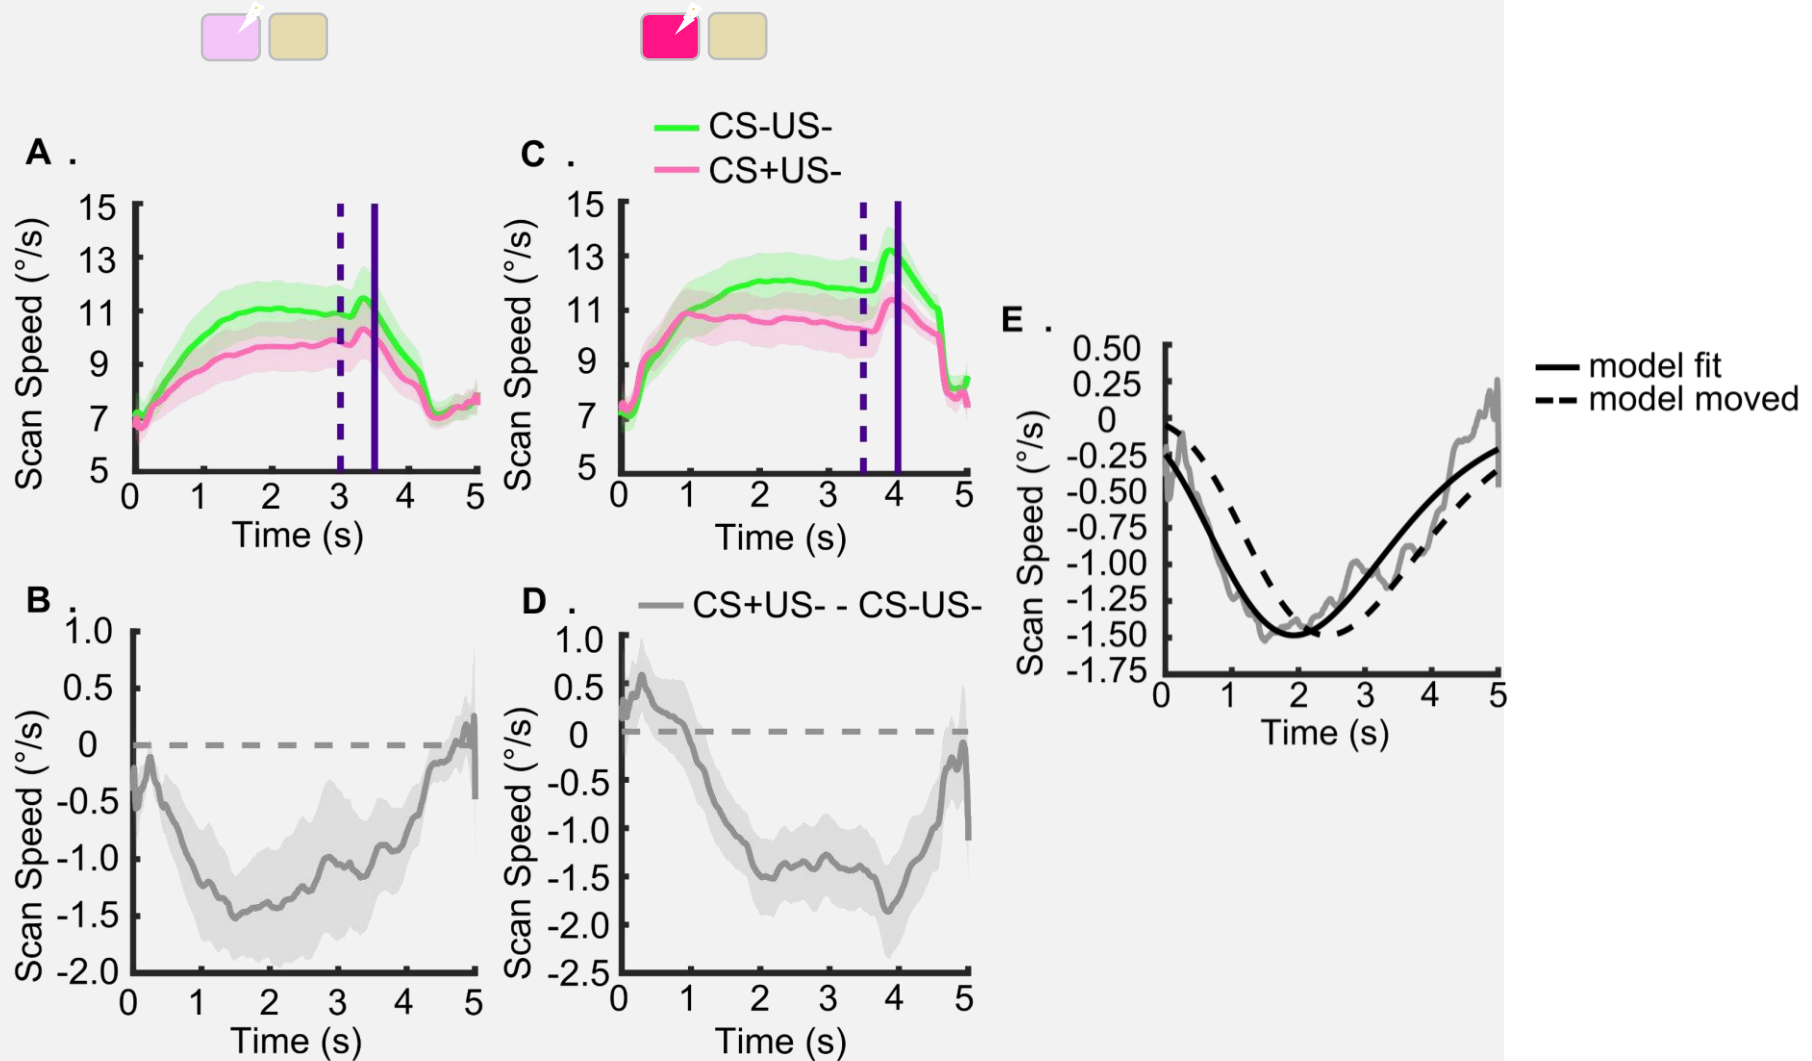 A .
15
13
11
9
7
5
Scan Speed (°/s)
0 1 2 3 4 5
Time (s)
C .
CS-US-
CS+US-
15
13
11
9
7
5
Scan Speed (°/s)
0 1 2 3 4 5
Time (s)
B .
1.0
0.5
0
-0.5
-1.0
-1.5
-2.0
Scan Speed (°/s)
0 1 2 3 4 5
Time (s)
D .
CS+US- - CS-US-
1.0
0.5
0
-0.5
-1.0
-1.5
-2.0
-2.5
Scan Speed (°/s)
0 1 2 3 4 5
Time (s)
E .
0.50
0.25
0
-0.25
-0.50
-0.75
-1.00
-1.25
-1.50
-1.75
Scan Speed (°/s)
0 1 2 3 4 5
Time (s)
model fit
model moved